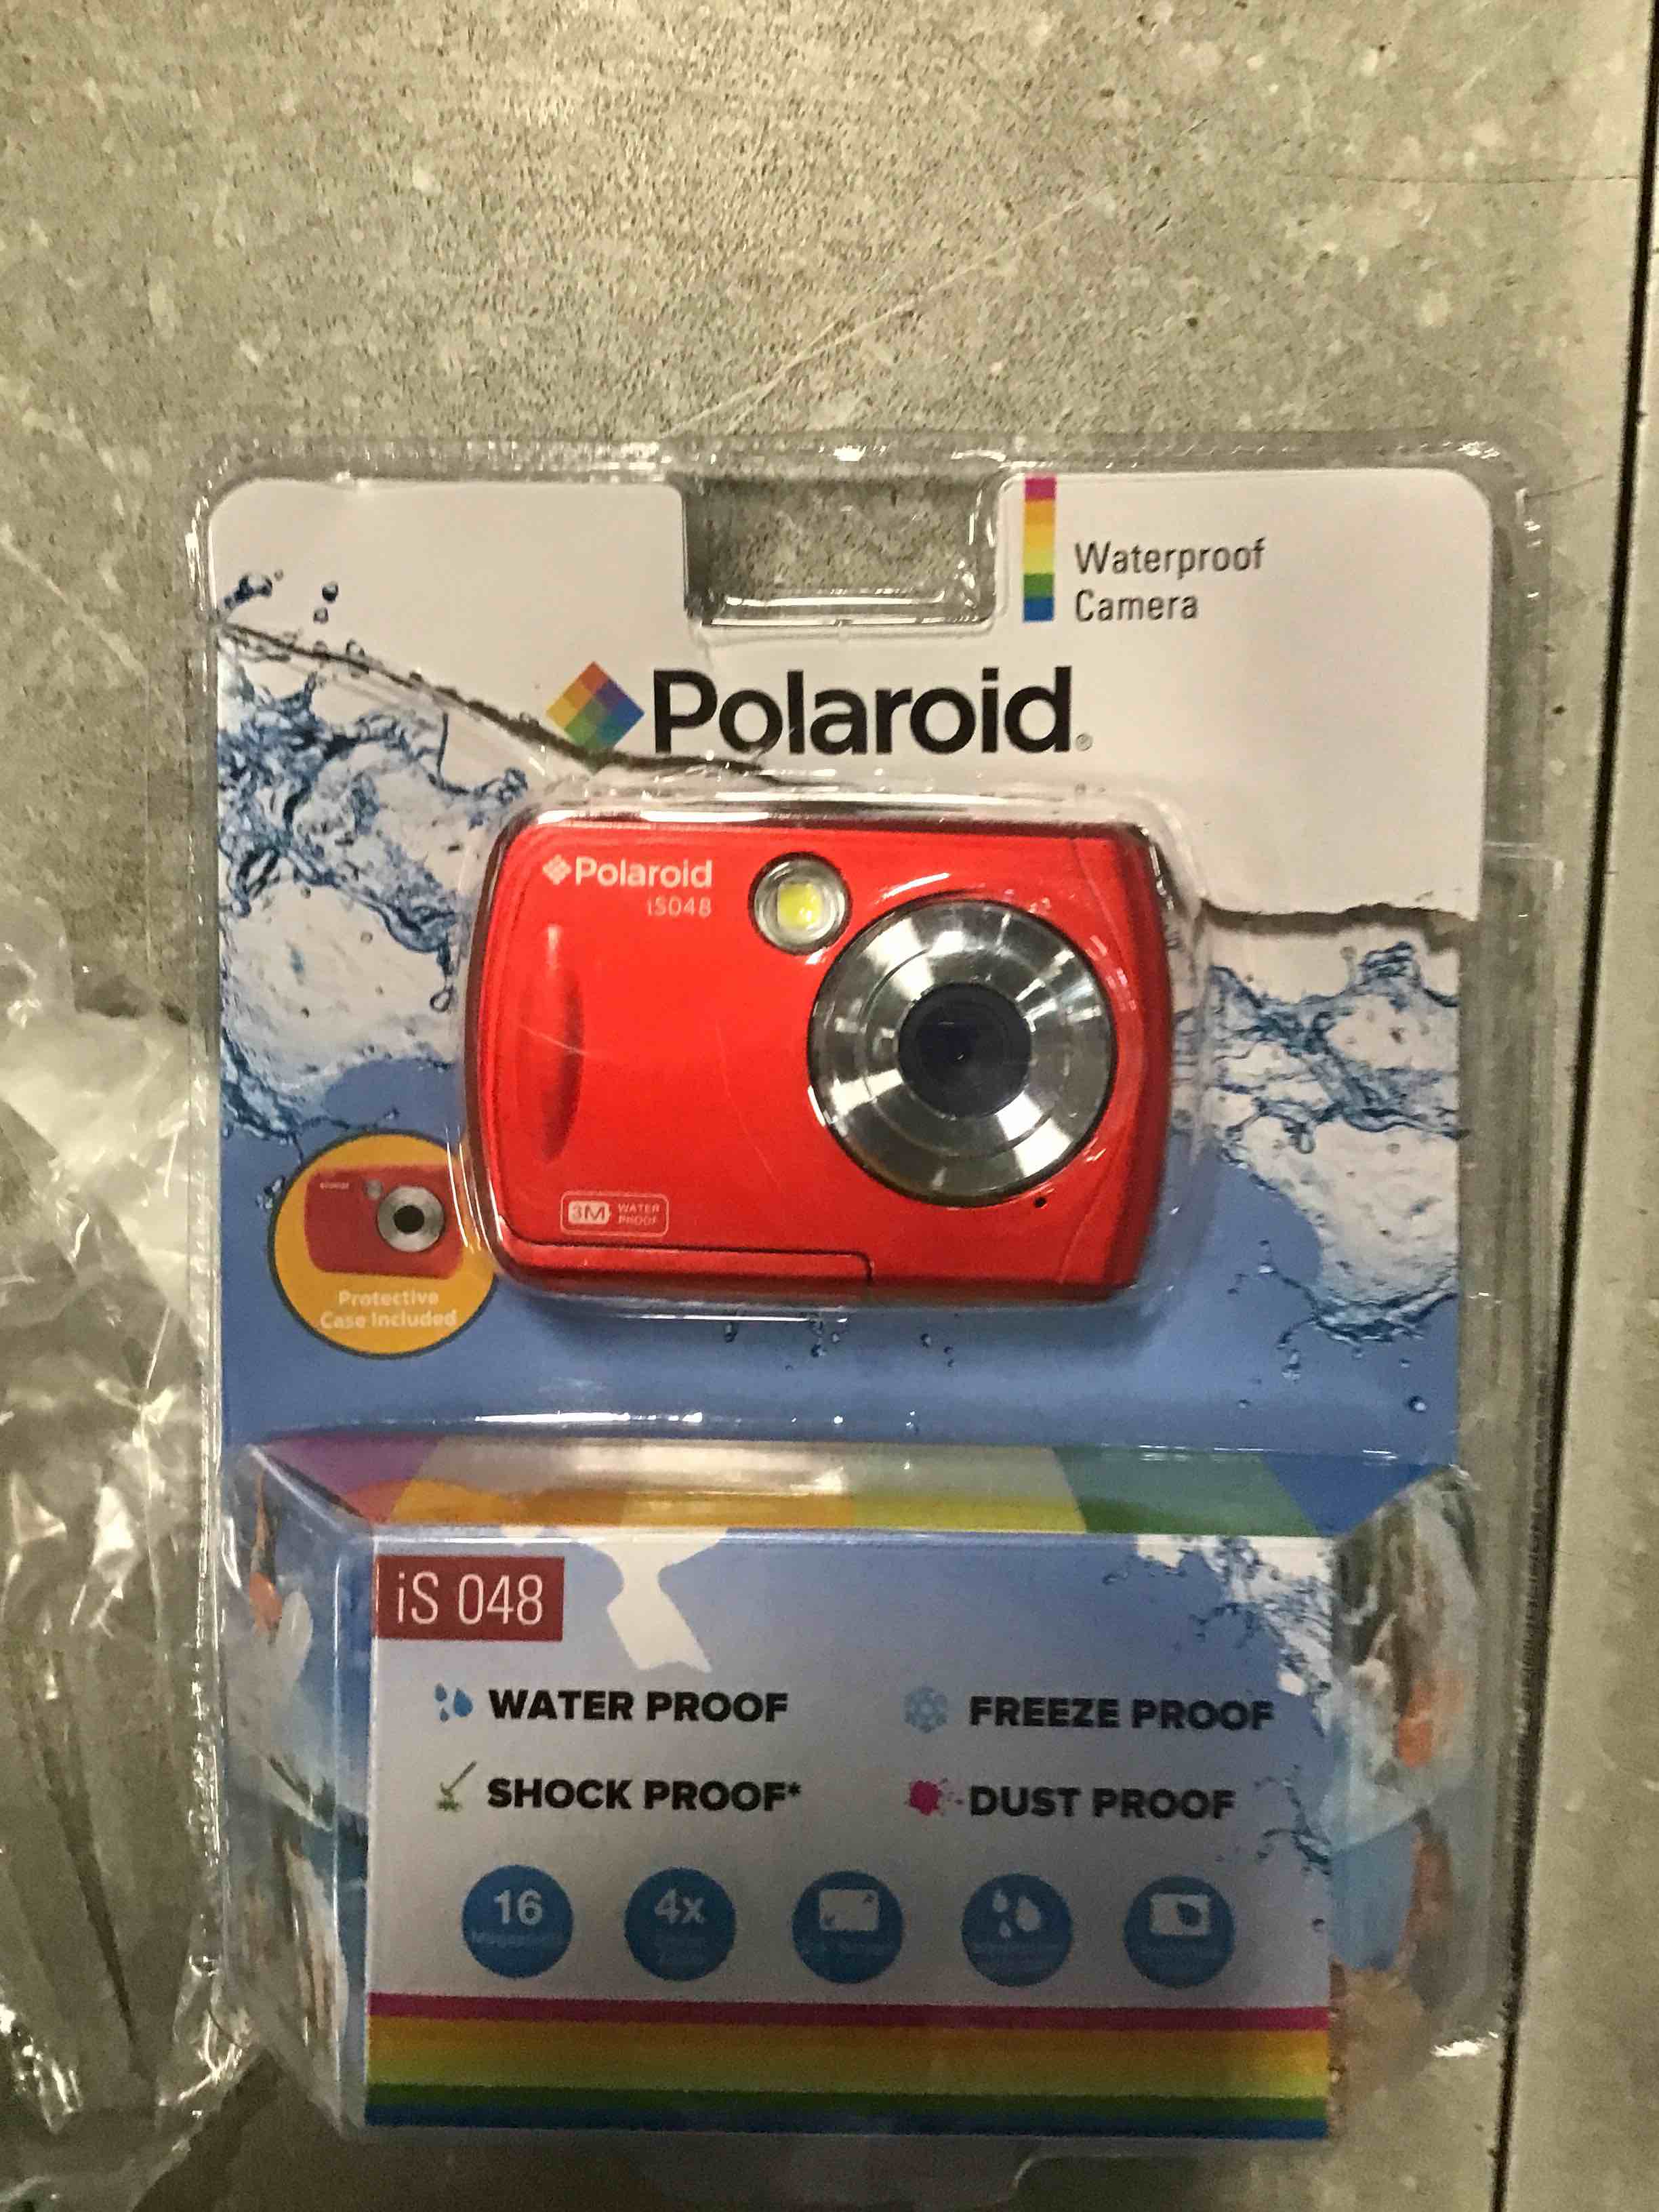 Waterproof
Camera
Polaroid®
Polaroid
iS048
3M WATER
PROOF
Protective
Case Included
iS 048
WATER PROOF
FREEZE PROOF
SHOCK PROOF*
DUST PROOF
16
4x